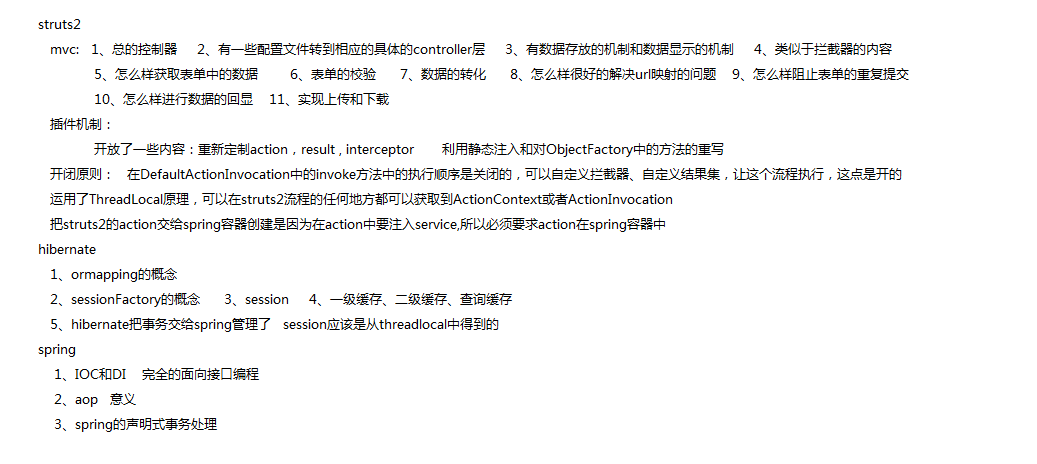 struts2
mvc: 1、总的控制器 2、有一些配置文件转到相应的具体的controller层 3、有数据存放的机制和数据显示的机制 4、类似于拦截器的内容
5、怎么样获取表单中的数据 6、表单的校验 7、数据的转化 8、怎么样很好的解决url映射的问题 9、怎么样阻止表单的重复提交
10、怎么样进行数据的回显 11、实现上传和下载
插件机制：
开放了一些内容：重新定制action，result , interceptor 利用静态注入和对ObjectFactory中的方法的重写
开闭原则： 在DefaultActionInvocation中的invoke方法中的执行顺序是关闭的，可以自定义拦截器、自定义结果集，让这个流程执行，这点是开的
运用了ThreadLocal原理，可以在struts2流程的任何地方都可以获取到ActionContext或者ActionInvocation
把struts2的action交给spring容器创建是因为在action中要注入service,所以必须要求action在spring容器中
hibernate
1、ormapping的概念
2、sessionFactory的概念 3、session 4、一级缓存、二级缓存、查询缓存
5、hibernate把事务交给spring管理了 session应该是从threadlocal中得到的
spring
1、IOC和DI 完全的面向接口编程
2、aop 意义
3、spring的声明式事务处理